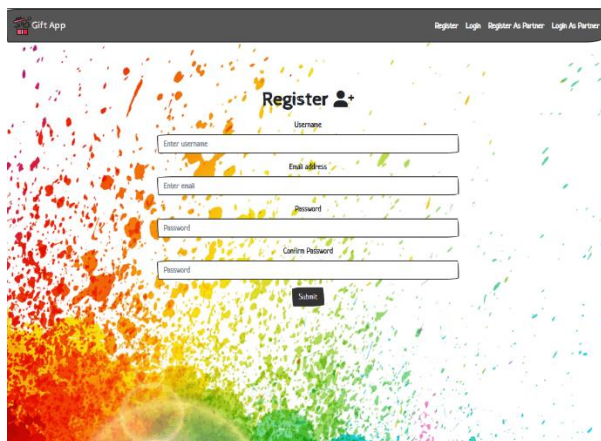 Gift App
Register Login Register As Partner Login As Partner
Register
Username
Enter username
Email address
Enter email
Password
Password
Confirm Password
Password
Submit